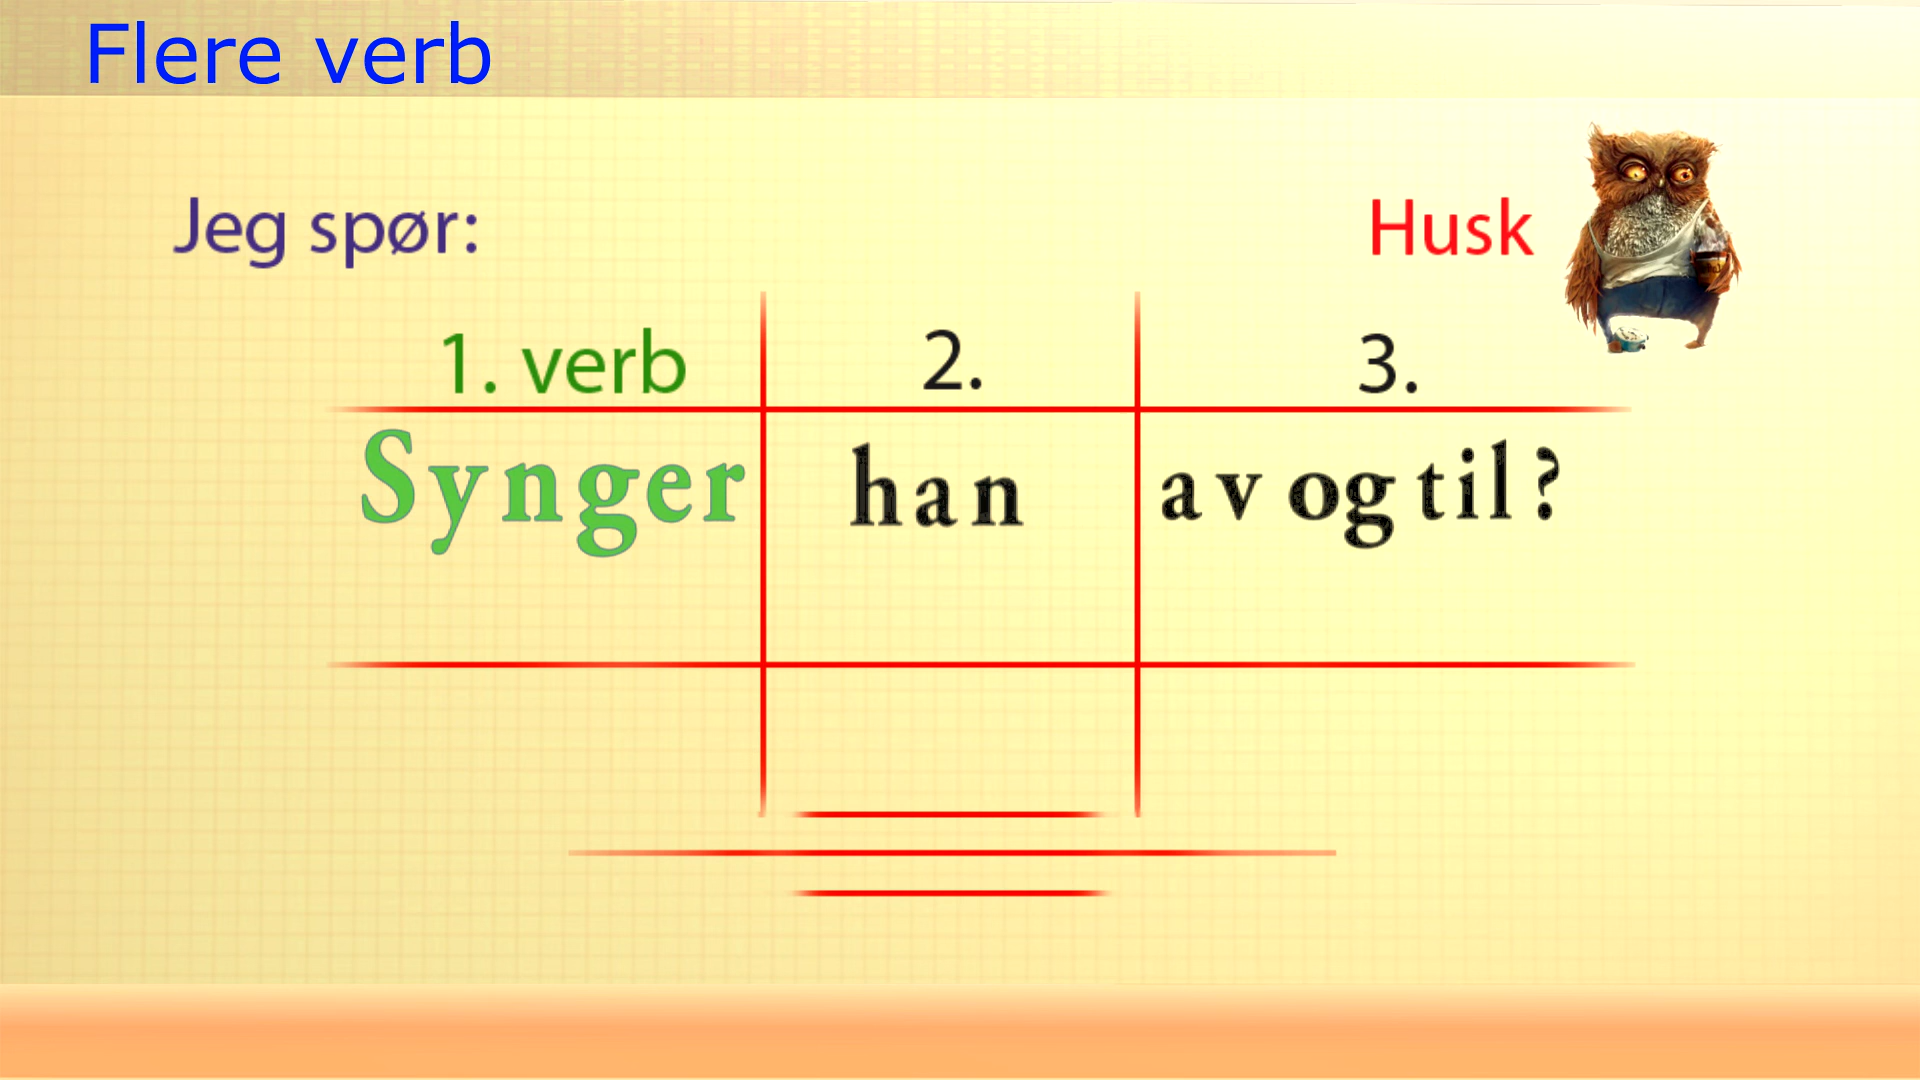 Flere verb
Jeg spør:
Husk
1. verb 2. 3.
Synger han av og til?